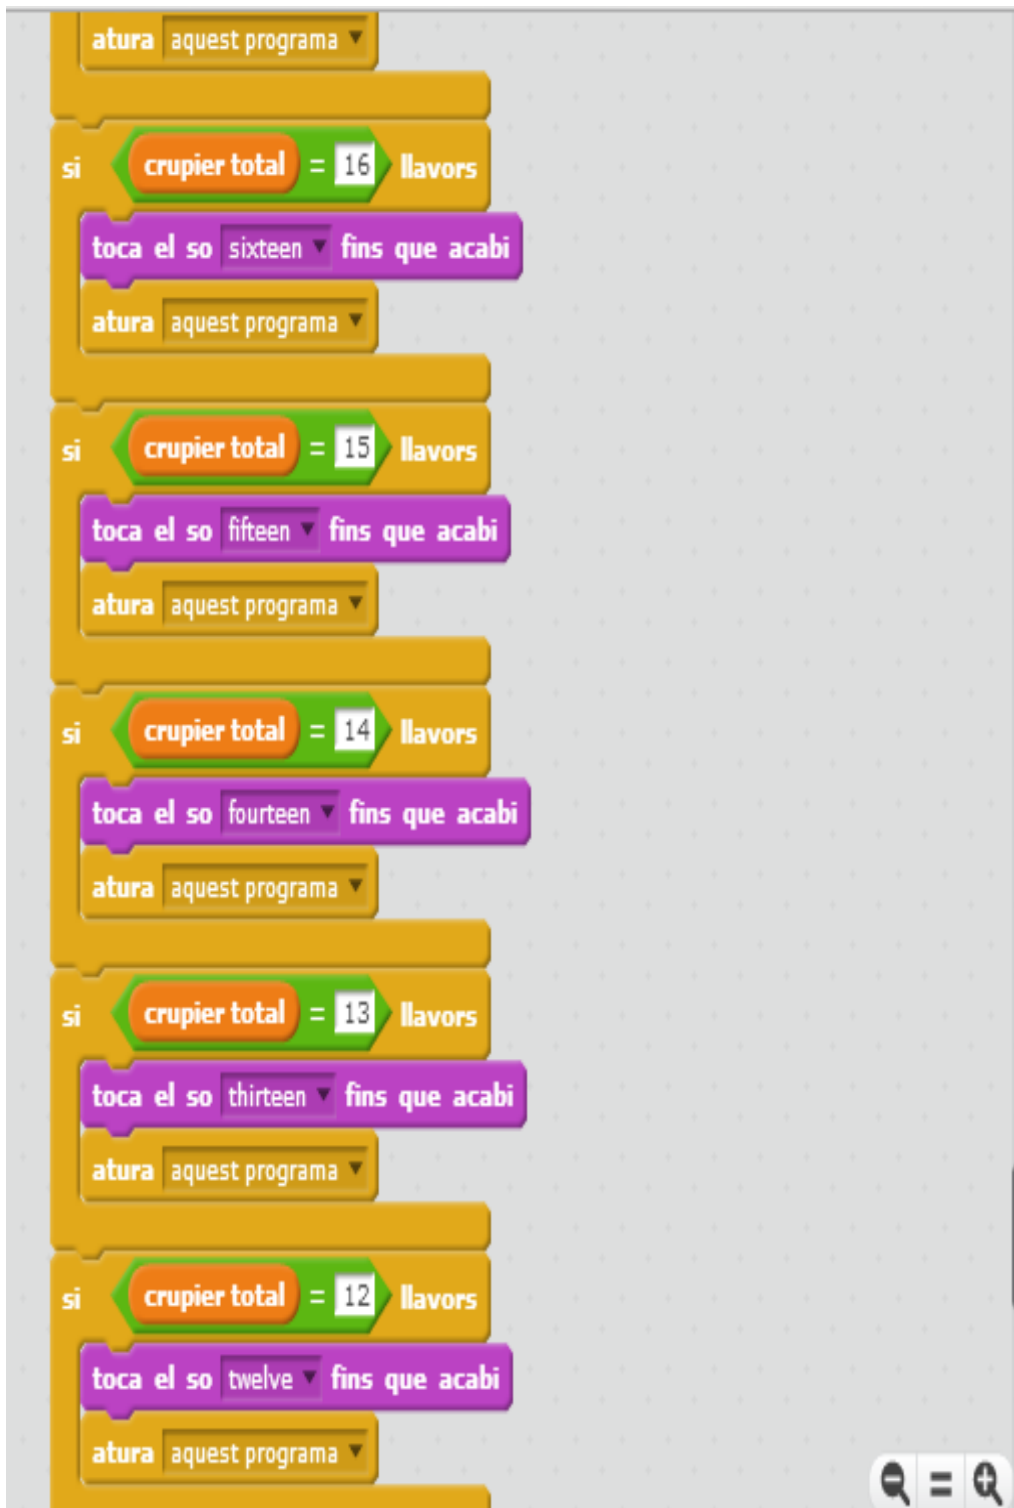 atura aquest programa
si crupier total = 16 llavors
toca el so sixteen fins que acabi
atura aquest programa
si crupier total = 15 llavors
toca el so fifteen fins que acabi
atura aquest programa
si crupier total = 14 llavors
toca el so fourteen fins que acabi
atura aquest programa
si crupier total = 13 llavors
toca el so thirteen fins que acabi
atura aquest programa
si crupier total = 12 llavors
toca el so twelve fins que acabi
atura aquest programa